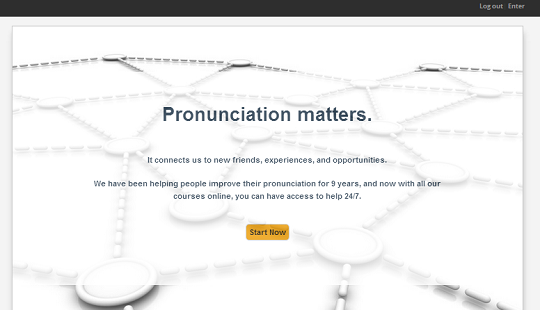 Log out Enter
Pronunciation matters.
It connects us to new friends, experiences, and opportunities.
We have been helping people improve their pronunciation for 9 years, and now with all our
courses online, you can have access to help 24/7.
Start Now